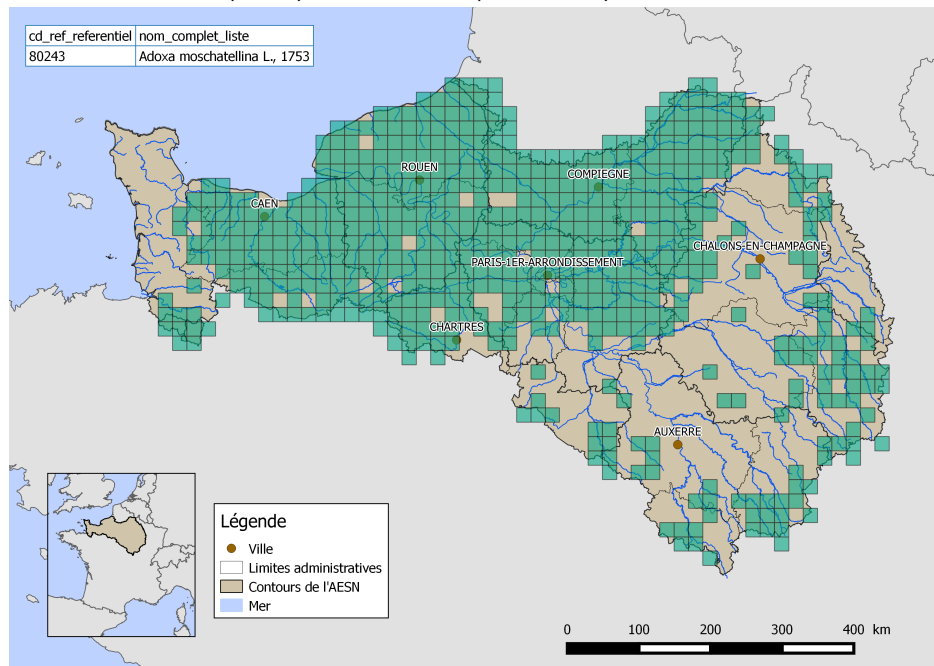 cd_ref_referentiel nom_complet_liste
80243 Adoxa moschatellina L., 1753
ROUEN
COMPIEGNE
CAEN
CHALONS-EN-CHAMPAGNE
PARIS-1ER-ARRONDISSEMENT
CHARTRES
AUXERRE
Légende
Ville
Limites administratives
Contours de l'AESN
Mer
0 100 200 300 400 km